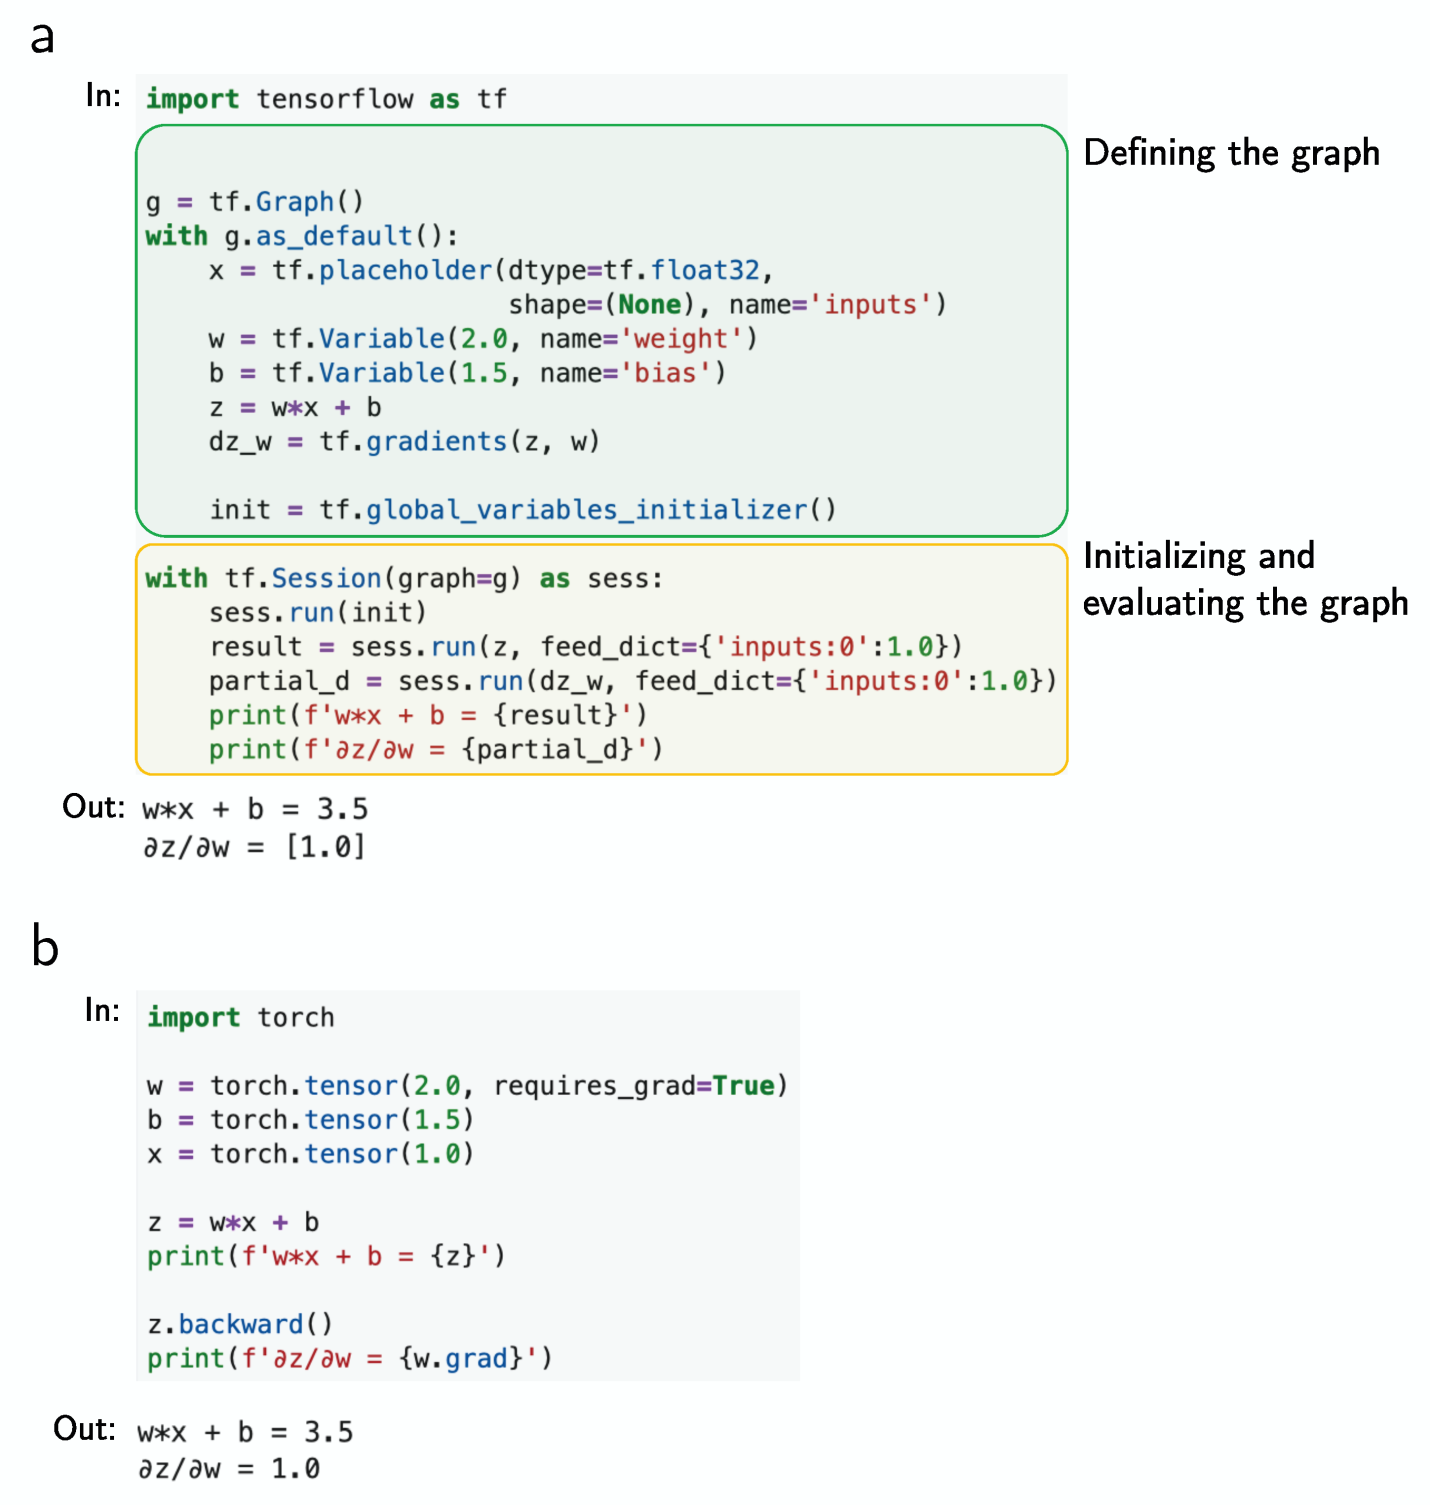 a
In: import tensorflow as tf
Defining the graph
g = tf.Graph()
with g.as_default():
    x = tf.placeholder(dtype=tf.float32,
                       shape=(None), name='inputs')
    w = tf.Variable(2.0, name='weight')
    b = tf.Variable(1.5, name='bias')
    z = w*x + b
    dz_w = tf.gradients(z, w)
    init = tf.global_variables_initializer()
Initializing and
evaluating the graph
with tf.Session(graph=g) as sess:
    sess.run(init)
    result = sess.run(z, feed_dict={'inputs:0':1.0})
    partial_d = sess.run(dz_w, feed_dict={'inputs:0':1.0})
    print(f'w*x + b = {result}')
    print(f'∂z/∂w = {partial_d}')
Out: w*x + b = 3.5
∂z/∂w = [1.0]
b
In: import torch
w = torch.tensor(2.0, requires_grad=True)
b = torch.tensor(1.5)
x = torch.tensor(1.0)
z = w*x + b
print(f'w*x + b = {z}')
z.backward()
print(f'∂z/∂w = {w.grad}')
Out: w*x + b = 3.5
∂z/∂w = 1.0